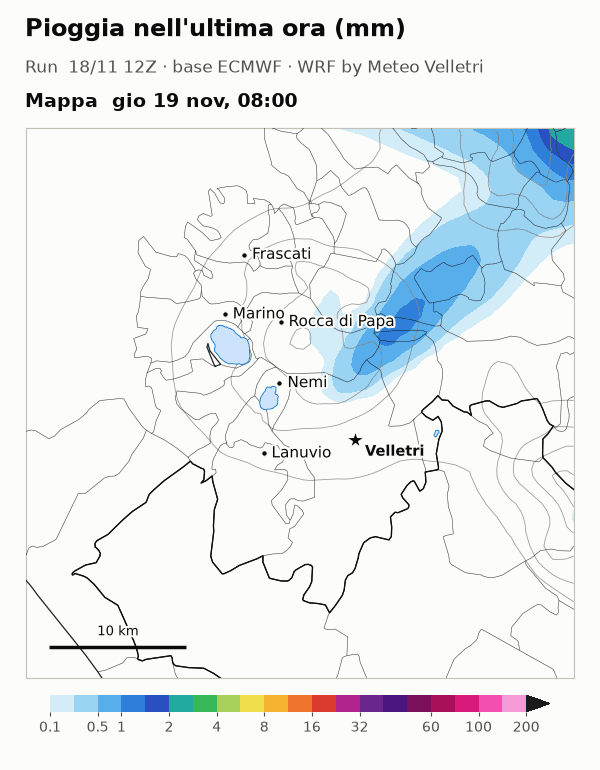 Pioggia nell'ultima ora (mm)
Run  18/11 12Z · base ECMWF · WRF by Meteo Velletri
Mappa  gio 19 nov, 08:00
Frascati
Marino
Rocca di Papa
Nemi
Velletri
Lanuvio
10 km
0.1 0.5 1 2 4 8 16 32 60 100 200